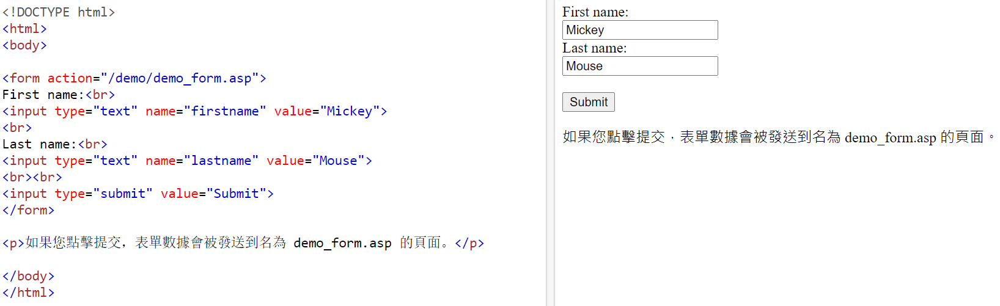 <!DOCTYPE html>
<html>
<body>
<form action="/demo/demo_form.asp">
First name:<br>
<input type="text" name="firstname" value="Mickey">
<br>
Last name:<br>
<input type="text" name="lastname" value="Mouse">
<br><br>
<input type="submit" value="Submit">
</form>
<p>如果您點擊提交，表單數據會被發送到名為 demo_form.asp 的頁面。</p>
</body>
</html>
First name:
Mickey
Last name:
Mouse
Submit
如果您點擊提交，表單數據會被發送到名為 demo_form.asp 的頁面。